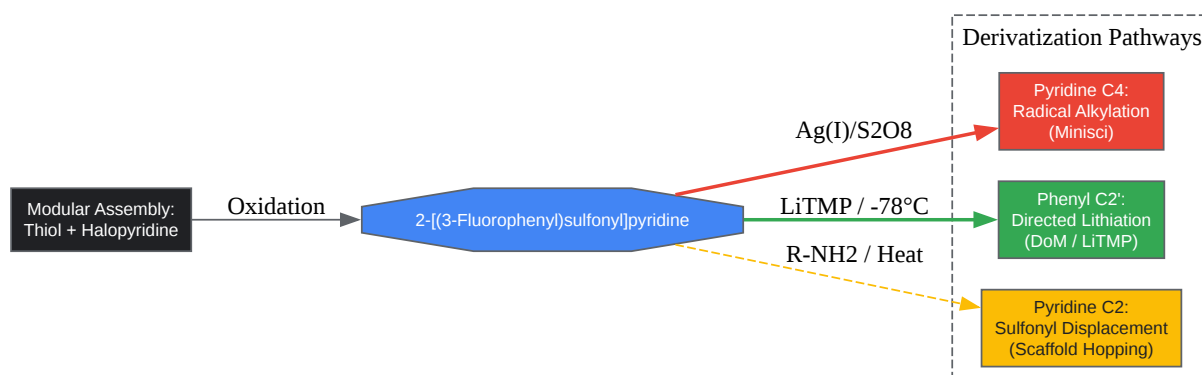 Derivatization Pathways
Pyridine C4:
Radical Alkylation
(Minisci)
Ag(I)/S2O8
Modular Assembly:
Thiol + Halopyridine
Oxidation
2-[(3-Fluorophenyl)sulfonyl]pyridine
LiTMP / -78°C
Phenyl C2':
Directed Lithiation
(DoM / LiTMP)
R-NH2 / Heat
Pyridine C2:
Sulfonyl Displacement
(Scaffold Hopping)